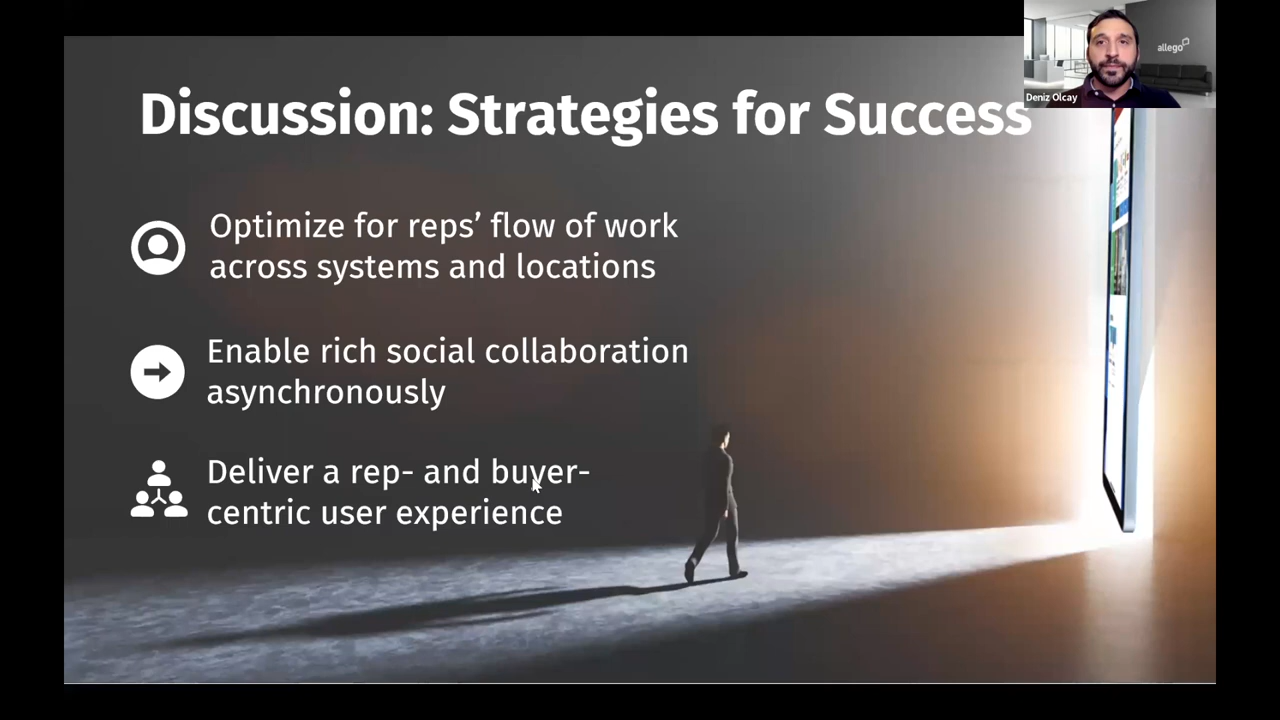 allego
Deniz Olcay
Discussion: Strategies for Success
Optimize for reps’ flow of work
across systems and locations
Enable rich social collaboration
asynchronously
Deliver a rep- and buyer-
centric user experience